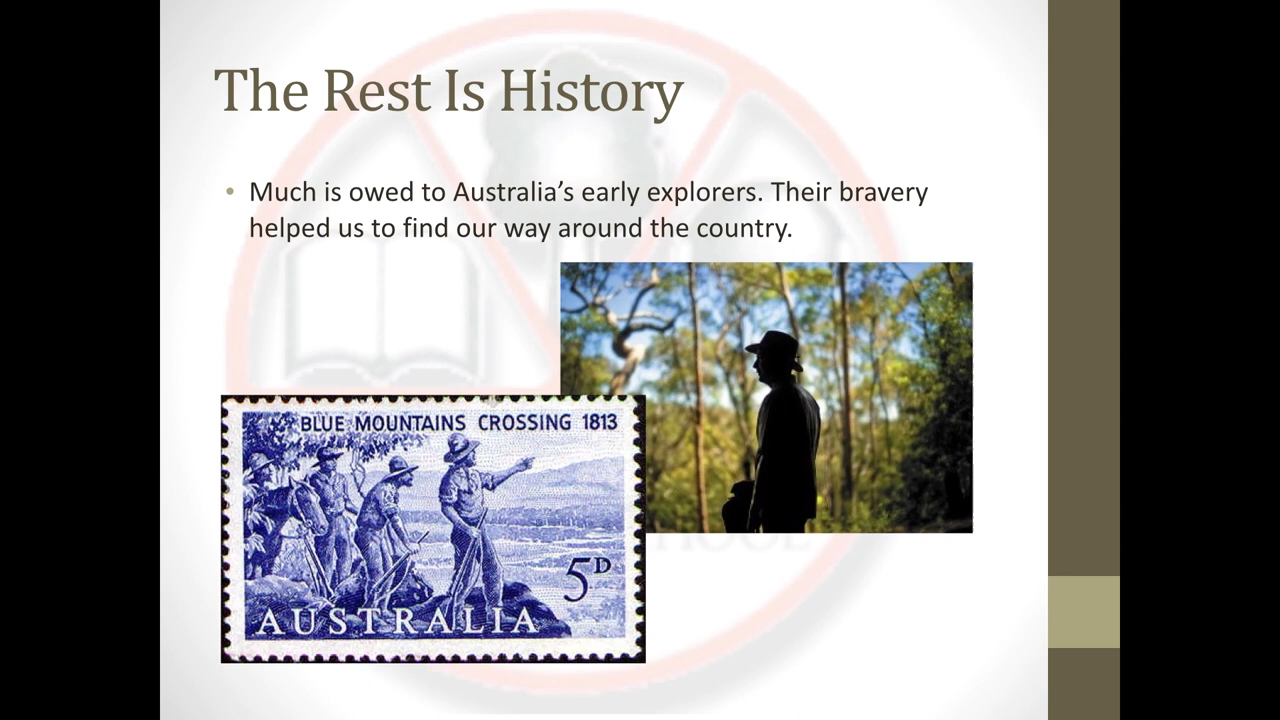 The Rest Is History
• Much is owed to Australia’s early explorers. Their bravery
helped us to find our way around the country.
BLUE MOUNTAINS CROSSING 1813
5D
AUSTRALIA